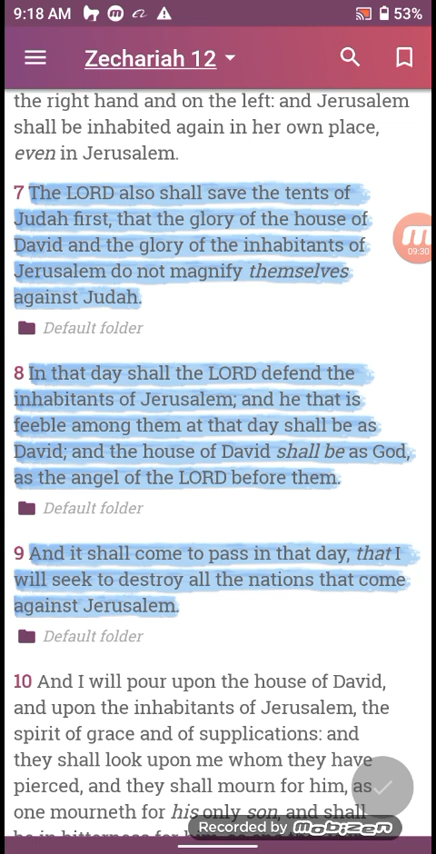 9:18 AM
53%
Zechariah 12
the right hand and on the left: and Jerusalem
shall be inhabited again in her own place,
even in Jerusalem.
7 The LORD also shall save the tents of
Judah first, that the glory of the house of
David and the glory of the inhabitants of
Jerusalem do not magnify themselves
against Judah.
Default folder
09:30
8 In that day shall the LORD defend the
inhabitants of Jerusalem; and he that is
feeble among them at that day shall be as
David; and the house of David shall be as God,
as the angel of the LORD before them.
Default folder
9 And it shall come to pass in that day, that I
will seek to destroy all the nations that come
against Jerusalem.
Default folder
10 And I will pour upon the house of David,
and upon the inhabitants of Jerusalem, the
spirit of grace and of supplications: and
they shall look upon me whom they have
pierced, and they shall mourn for him, as
one mourneth for his only son, and shall
be in bitterness for
Recorded by mobizen